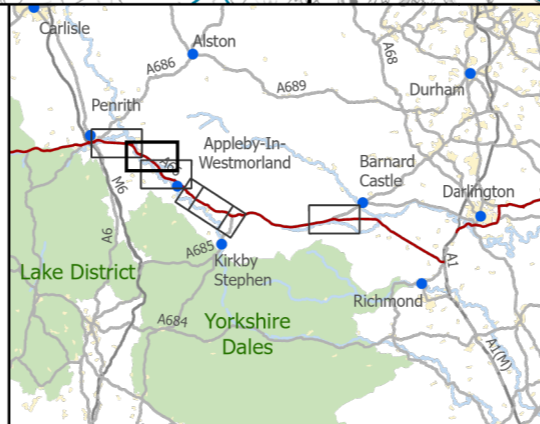 Carlisle
Alston
A68
A686
A689
Durham
Penrith
Appleby-In-
Westmorland
Barnard
Castle
Darlington
M6
A6
A685
Lake District
Kirkby
Stephen
A1
Richmond
A684
Yorkshire
Dales
A1(M)